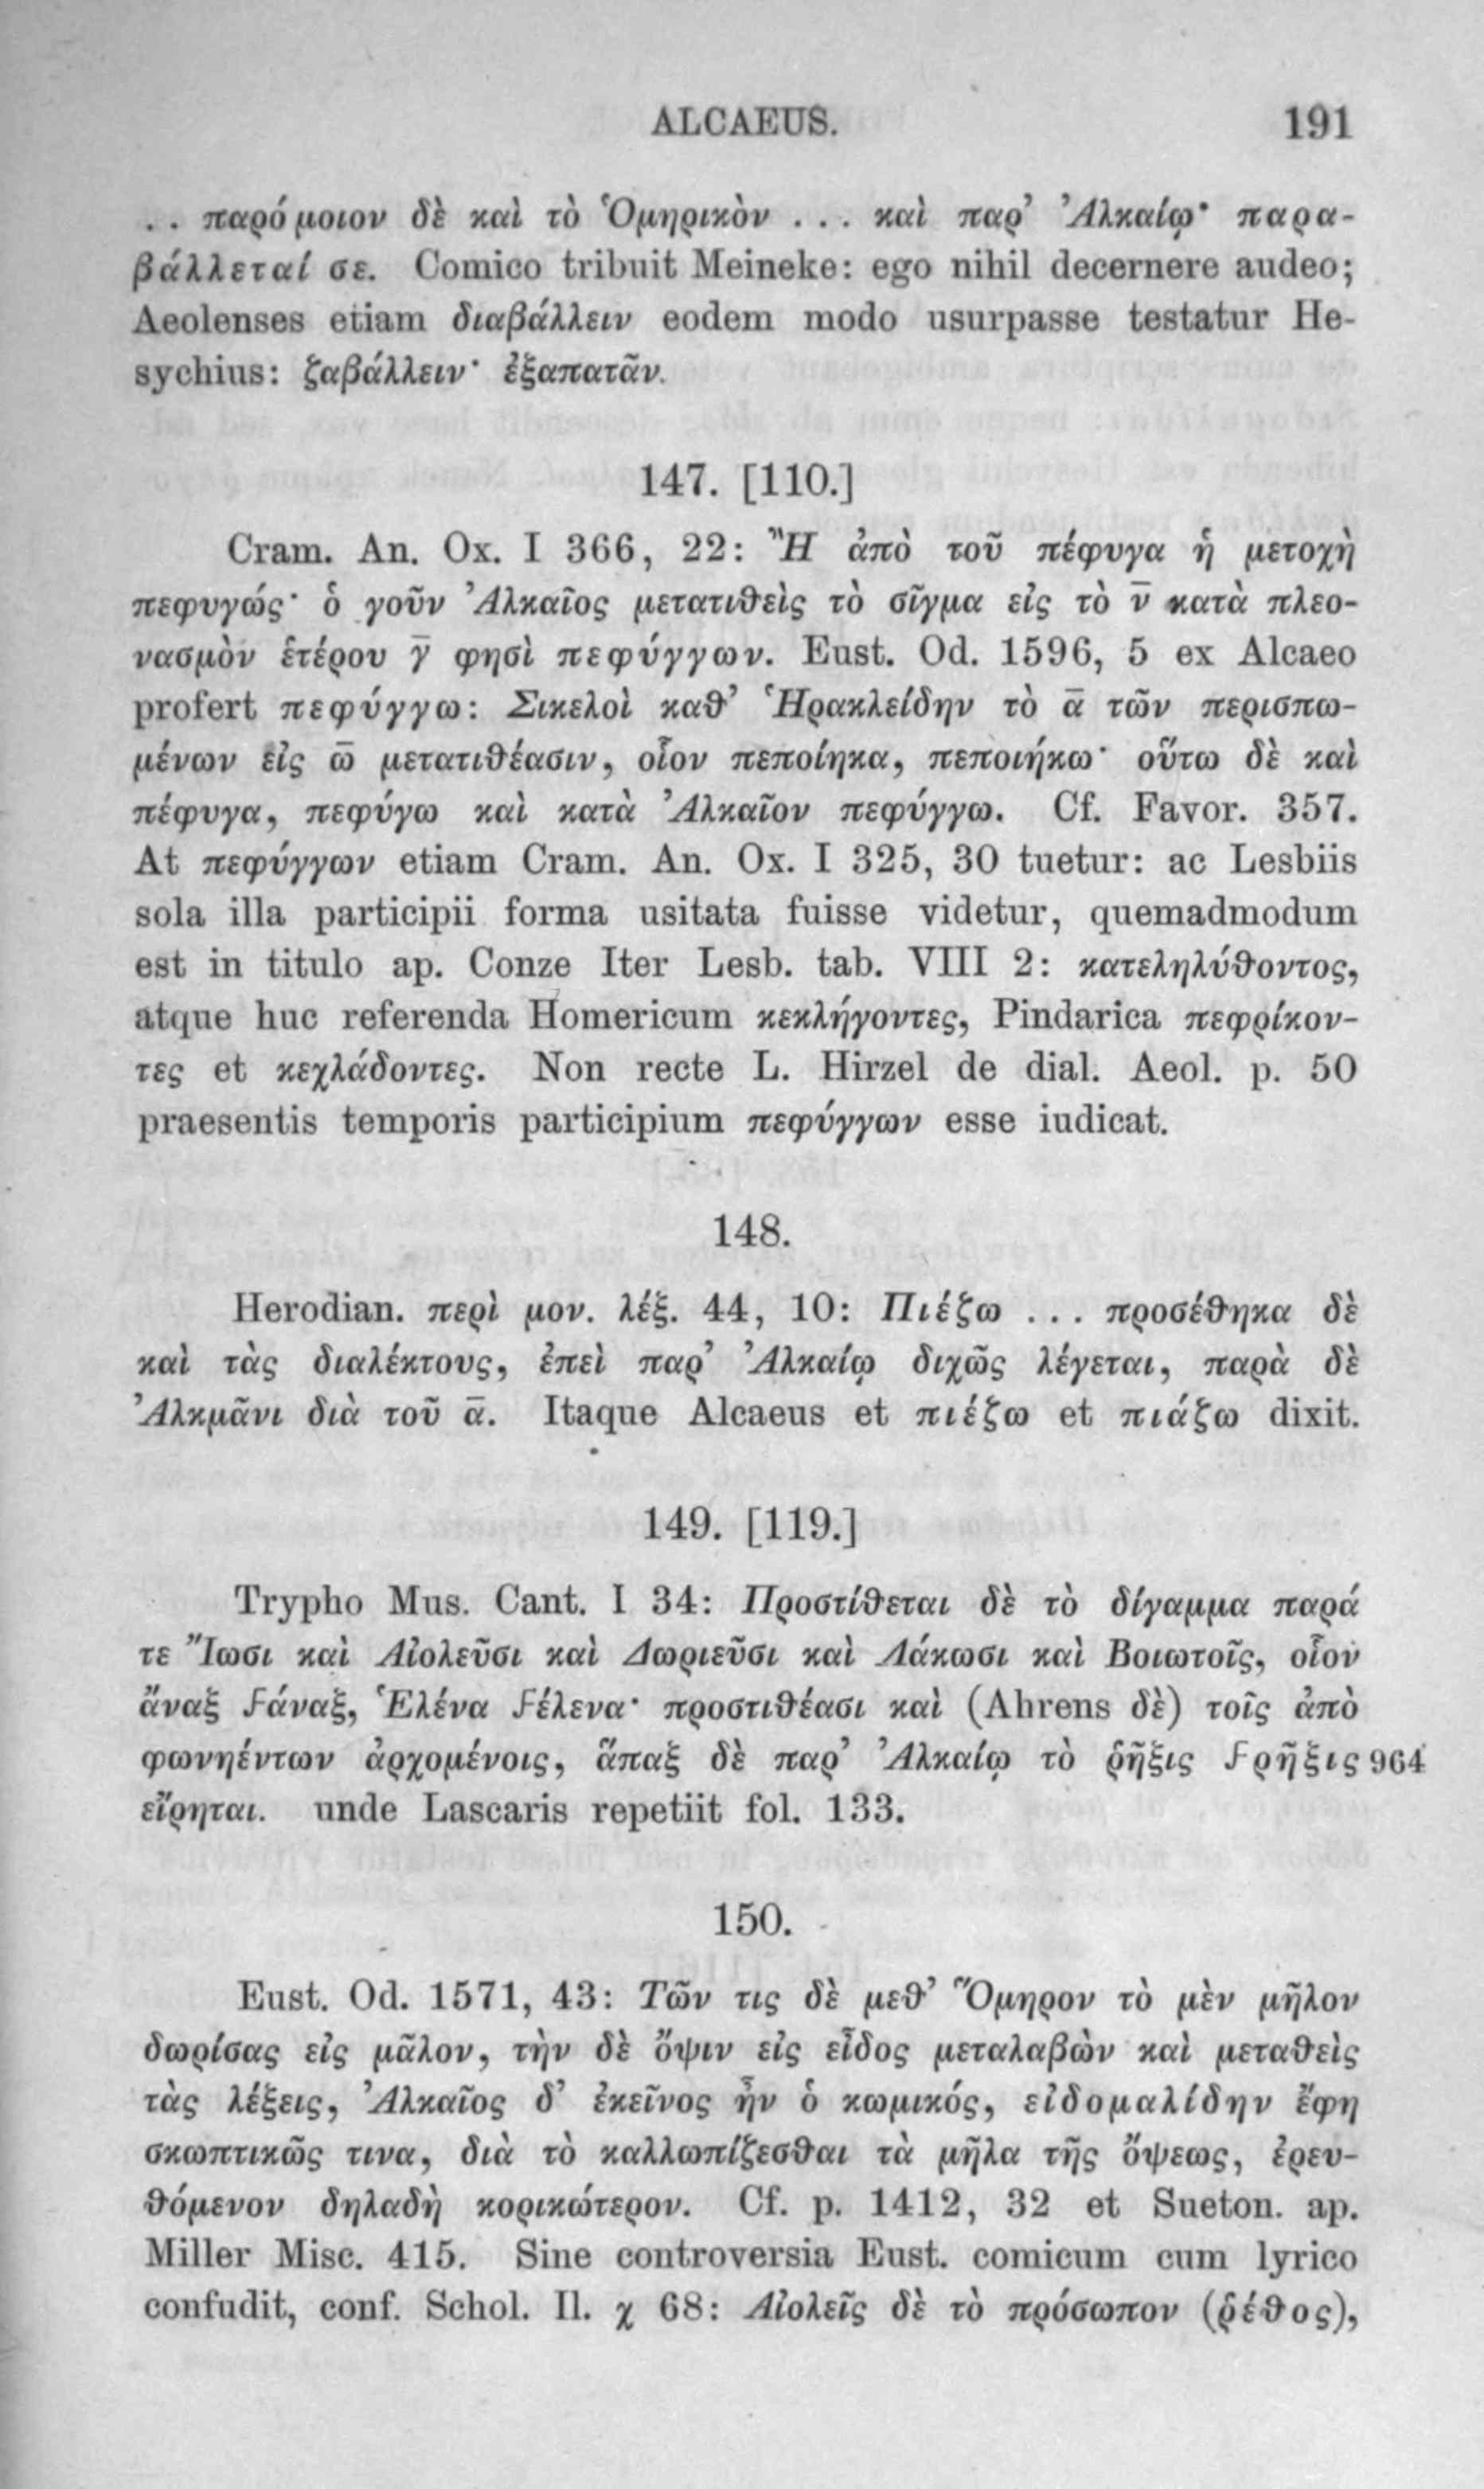 ALCAEUS. 191
. . παρόμοιον δὲ καὶ τὸ Ὁμηρικὸν . . . καὶ παρ’ Ἀλκαίῳ· παρα-
βάλλεταί σε. Comico tribuit Meineke: ego nihil decernere audeo;
Aeolenses etiam διαβάλλειν eodem modo usurpasse testatur He-
sychius: ζαβάλλειν· ἐξαπατᾶν.
147. [110.]
Cram. An. Ox. I 366, 22: Ἢ ἀπὸ τοῦ πέφυγα ἡ μετοχὴ
πεφυγώς· ὁ γοῦν Ἀλκαῖος μετατιθεὶς τὸ σῖγμα εἰς τὸ ν̄ κατὰ πλεο-
νασμὸν ἑτέρου γ̄ φησὶ πεφύγγων. Eust. Od. 1596, 5 ex Alcaeo
profert πεφύγγω: Σικελοὶ καθ’ Ἡρακλείδην τὸ ᾱ τῶν περισπω-
μένων εἰς ω̄ μετατιθέασιν, οἷον πεποίηκα, πεποιήκω· οὕτω δὲ καὶ
πέφυγα, πεφύγω καὶ κατὰ Ἀλκαῖον πεφύγγω. Cf. Favor. 357.
At πεφύγγων etiam Cram. An. Ox. I 325, 30 tuetur: ac Lesbiis
sola illa participii forma usitata fuisse videtur, quemadmodum
est in titulo ap. Conze Iter Lesb. tab. VIII 2: κατεληλύθοντος,
atque huc referenda Homericum κεκλήγοντες, Pindarica πεφρίκον-
τες et κεχλάδοντες. Non recte L. Hirzel de dial. Aeol. p. 50
praesentis temporis participium πεφύγγων esse iudicat.
148.
Herodian. περὶ μον. λέξ. 44, 10: Πιέζω . . . προσέθηκα δὲ
καὶ τὰς διαλέκτους, ἐπεὶ παρ’ Ἀλκαίῳ διχῶς λέγεται, παρὰ δὲ
Ἀλκμᾶνι διὰ τοῦ ᾱ. Itaque Alcaeus et πιέζω et πιάζω dixit.
149. [119.]
Trypho Mus. Cant. I 34: Προστίθεται δὲ τὸ δίγαμμα παρά
τε Ἴωσι καὶ Αἰολεῦσι καὶ Δωριεῦσι καὶ Λάκωσι καὶ Βοιωτοῖς, οἷον
ἄναξ Ϝάναξ, Ἑλένα Ϝέλενα· προστιθέασι καὶ (Ahrens δὲ) τοῖς ἀπὸ
φωνηέντων ἀρχομένοις, ἅπαξ δὲ παρ’ Ἀλκαίῳ τὸ ῥῆξις Ϝρῆξις 964
εἴρηται. unde Lascaris repetiit fol. 133.
150.
Eust. Od. 1571, 43: Τῶν τις δὲ μεθ’ Ὅμηρον τὸ μὲν μῆλον
δωρίσας εἰς μᾶλον, τὴν δὲ ὄψιν εἰς εἶδος μεταλαβὼν καὶ μεταθεὶς
τὰς λέξεις, Ἀλκαῖος δ’ ἐκεῖνος ἦν ὁ κωμικός, εἰδομαλίδην ἔφη
σκωπτικῶς τινα, διὰ τὸ καλλωπίζεσθαι τὰ μῆλα τῆς ὄψεως, ἐρευ-
θόμενον δηλαδὴ κορικώτερον. Cf. p. 1412, 32 et Sueton. ap.
Miller Misc. 415. Sine controversia Eust. comicum cum lyrico
confudit, conf. Schol. Il. χ 68: Αἰολεῖς δὲ τὸ πρόσωπον (ῥέθος),